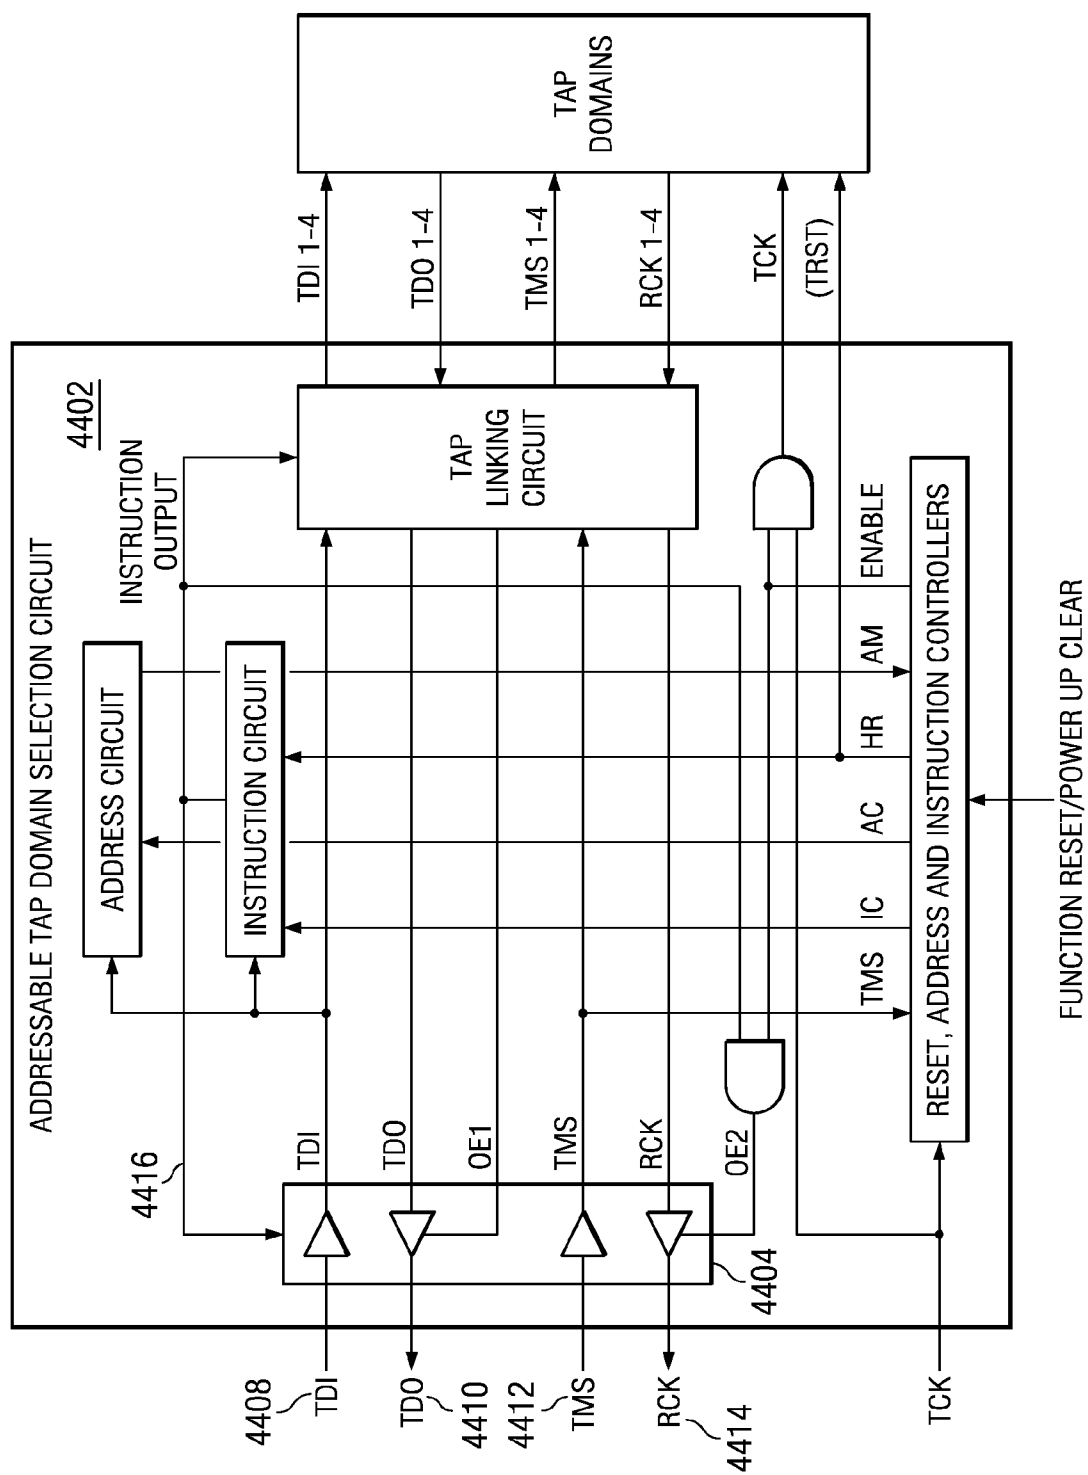 ADDRESSABLE TAP DOMAIN SELECTION CIRCUIT
4402
4416
ADDRESS CIRCUIT
INSTRUCTION
OUTPUT
INSTRUCTION CIRCUIT
4408
TDI
TDI
TDI 1-4
TDO
4410
TDO
TDO 1-4
OE1
TAP
LINKING
CIRCUIT
TAP
DOMAINS
4412
TMS
TMS
TMS 1-4
RCK
4414
RCK
RCK 1-4
4404
OE2
TCK
(TRST)
TMS
IC
AC
HR
AM
ENABLE
TCK
RESET, ADDRESS AND INSTRUCTION CONTROLLERS
FUNCTION RESET/POWER UP CLEAR